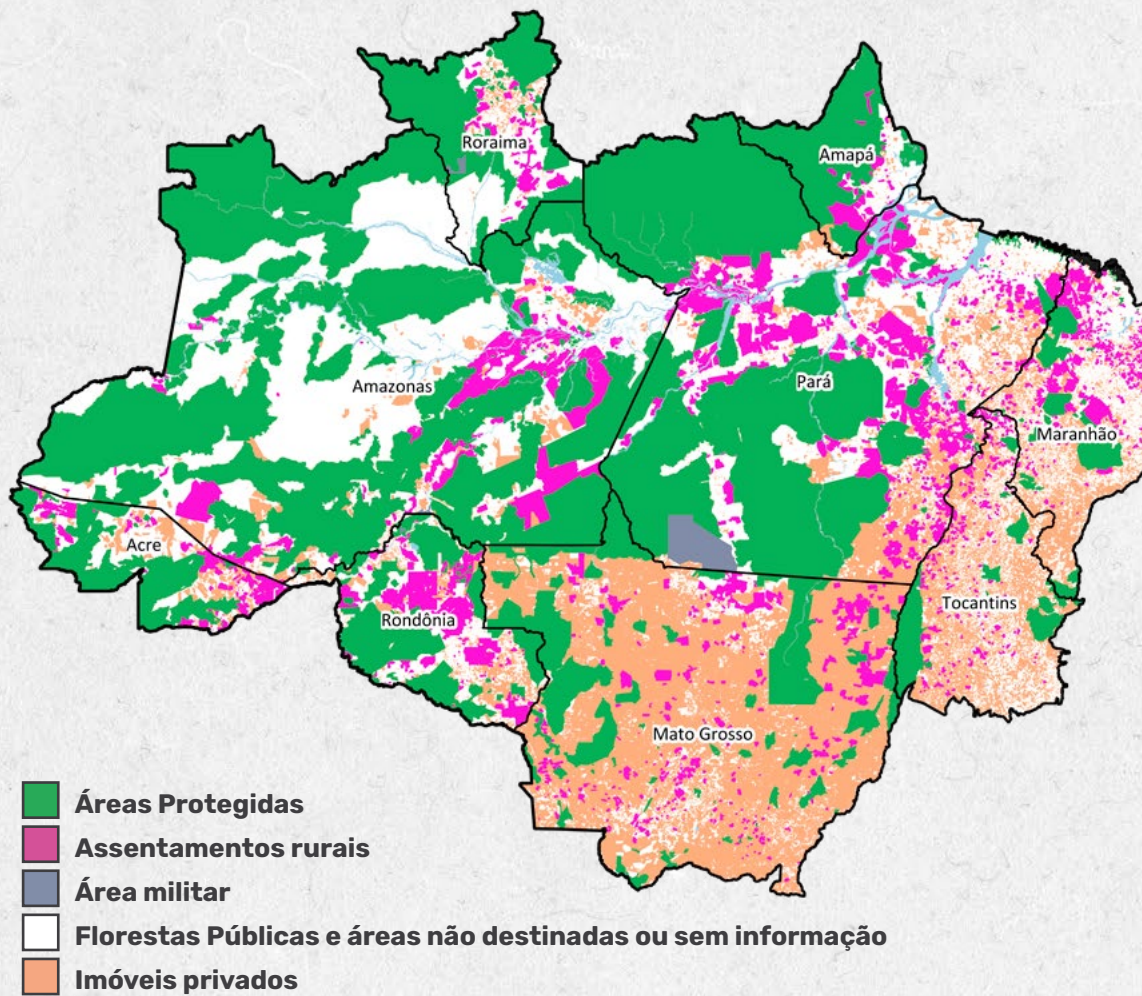 Roraima
Amapá
Amazonas
Pará
Maranhão
Acre
Tocantins
Rondônia
Mato Grosso
Áreas Protegidas
Assentamentos rurais
Área militar
Florestas Públicas e áreas não destinadas ou sem informação
Imóveis privados